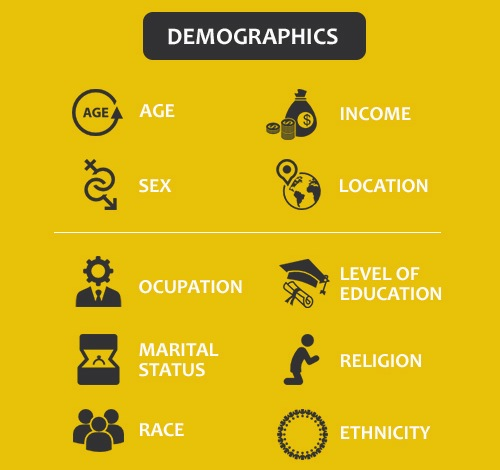 DEMOGRAPHICS
AGE
AGE
INCOME
$
SEX
LOCATION
OCUPATION
LEVEL OF
EDUCATION
MARITAL
STATUS
RELIGION
RACE
ETHNICITY